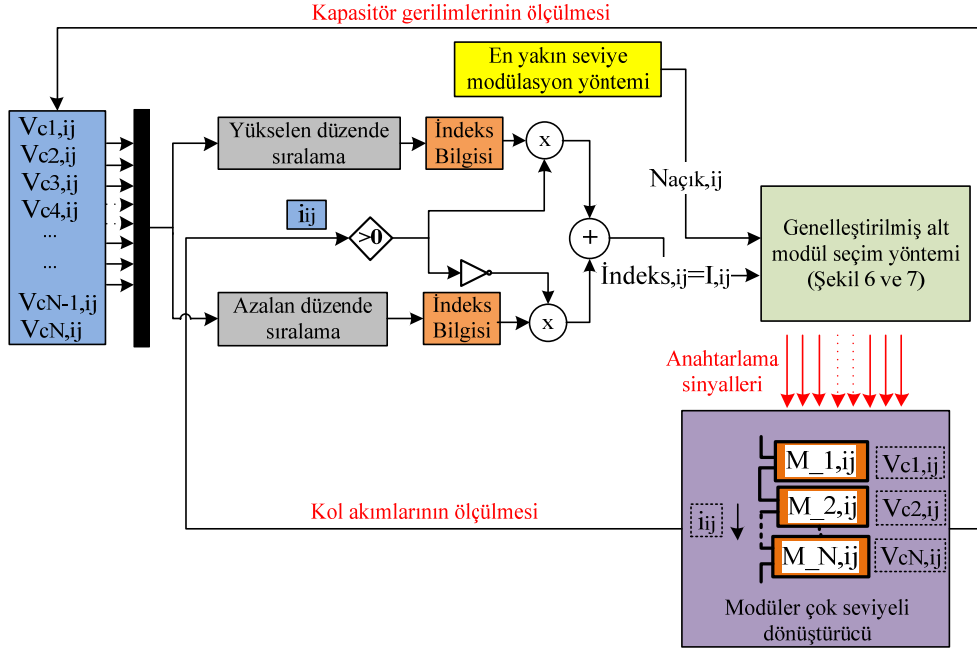 Kapasitör gerilimlerinin ölçülmesi
En yakın seviye
modülasyon yöntemi
Vc1,ij
Vc2,ij
Vc3,ij
Vc4,ij
...
...
VcN-1,ij
VcN,ij
Yükselen düzende
sıralama
İndeks
Bilgisi
x
iij
>0
+
Naçık,ij
İndeks,ij=I,ij
Genelleştirilmiş alt
modül seçim yöntemi
(Şekil 6 ve 7)
Azalan düzende
sıralama
İndeks
Bilgisi
x
Anahtarlama
sinyalleri
Kol akımlarının ölçülmesi
iij
M_1,ij
Vc1,ij
M_2,ij
Vc2,ij
M_N,ij
VcN,ij
Modüler çok seviyeli
dönüştürücü